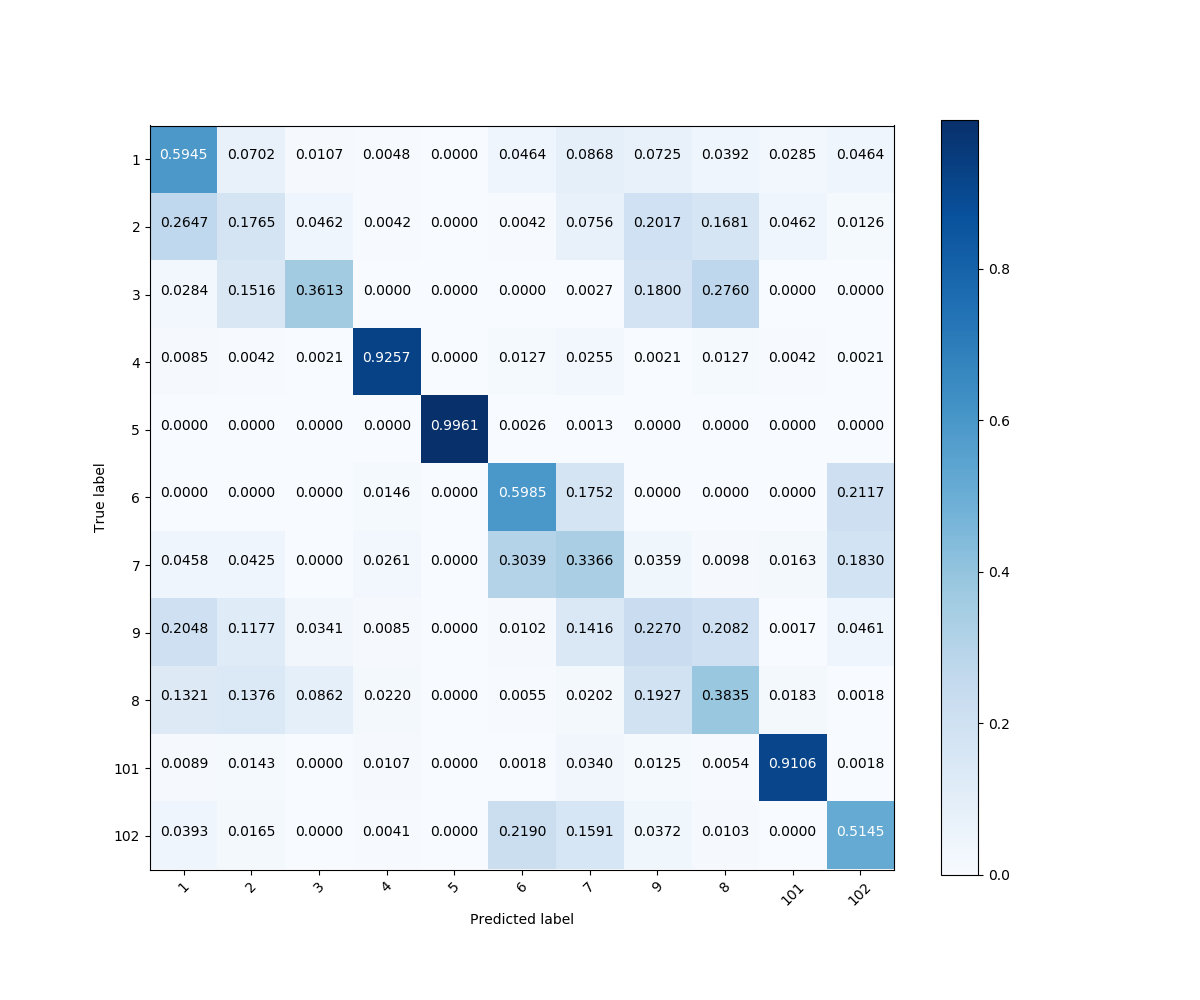 1 0.5945 0.0702 0.0107 0.0048 0.0000 0.0464 0.0868 0.0725 0.0392 0.0285 0.0464
2 0.2647 0.1765 0.0462 0.0042 0.0000 0.0042 0.0756 0.2017 0.1681 0.0462 0.0126
3 0.0284 0.1516 0.3613 0.0000 0.0000 0.0000 0.0027 0.1800 0.2760 0.0000 0.0000
4 0.0085 0.0042 0.0021 0.9257 0.0000 0.0127 0.0255 0.0021 0.0127 0.0042 0.0021
5 0.0000 0.0000 0.0000 0.0000 0.9961 0.0026 0.0013 0.0000 0.0000 0.0000 0.0000
6 0.0000 0.0000 0.0000 0.0146 0.0000 0.5985 0.1752 0.0000 0.0000 0.0000 0.2117
7 0.0458 0.0425 0.0000 0.0261 0.0000 0.3039 0.3366 0.0359 0.0098 0.0163 0.1830
9 0.2048 0.1177 0.0341 0.0085 0.0000 0.0102 0.1416 0.2270 0.2082 0.0017 0.0461
8 0.1321 0.1376 0.0862 0.0220 0.0000 0.0055 0.0202 0.1927 0.3835 0.0183 0.0018
101 0.0089 0.0143 0.0000 0.0107 0.0000 0.0018 0.0340 0.0125 0.0054 0.9106 0.0018
102 0.0393 0.0165 0.0000 0.0041 0.0000 0.2190 0.1591 0.0372 0.0103 0.0000 0.5145
1 2 3 4 5 6 7 9 8 101 102
Predicted label
True label
0.8
0.6
0.4
0.2
0.0